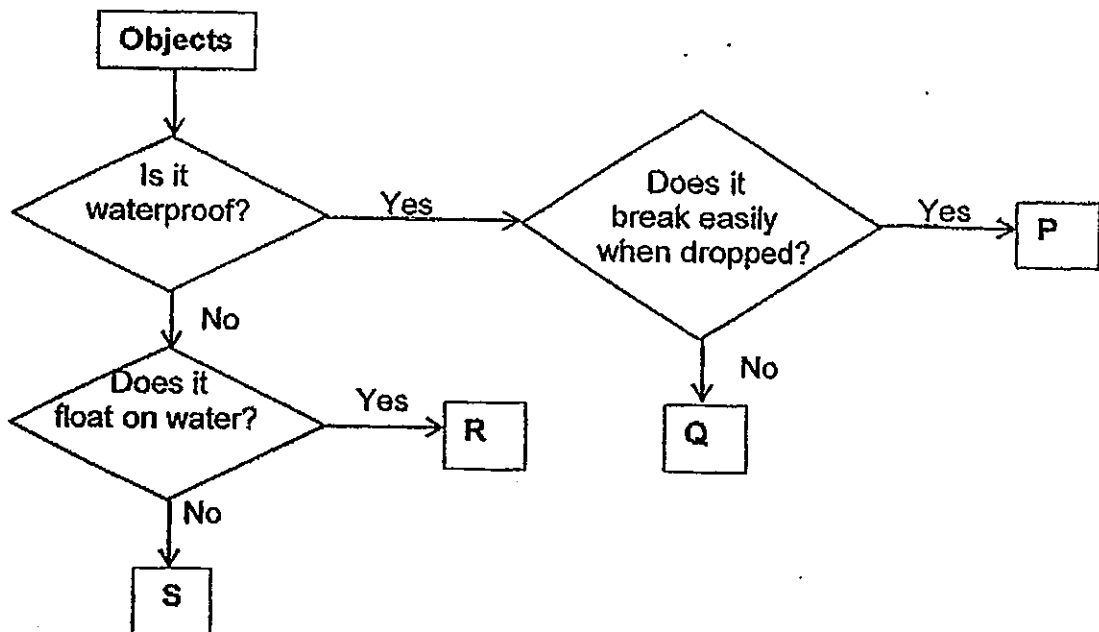 Objects
Is it
waterproof?
Yes
Does it
break easily
when dropped?
Yes
P
No
No
Q
Does it
float on water?
Yes
R
No
S